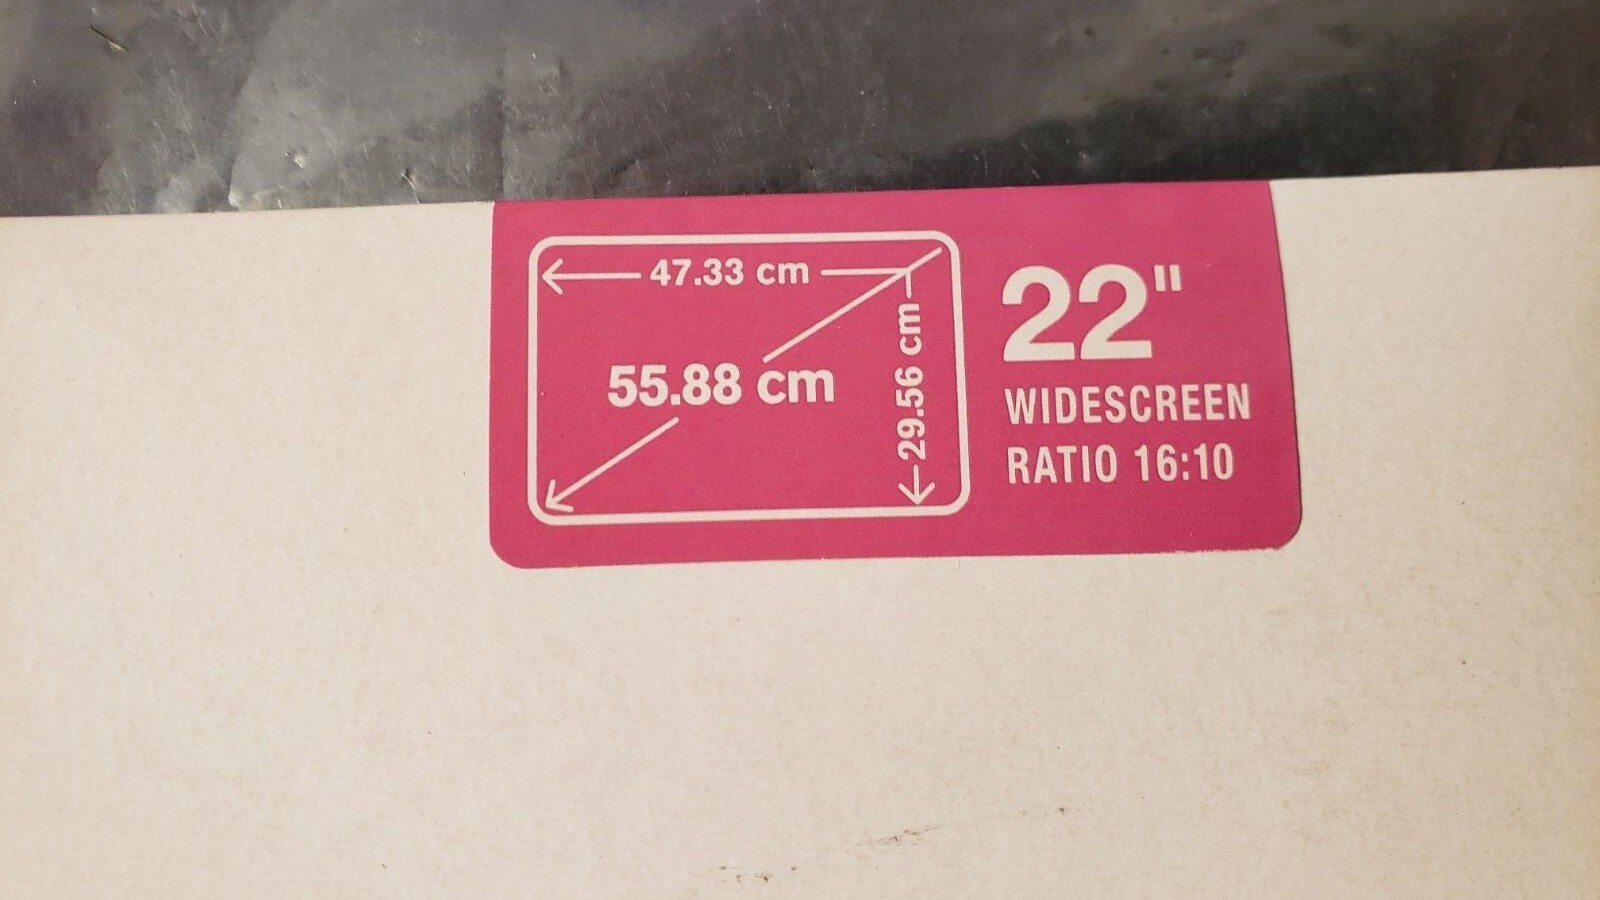 47.33 cm
55.88 cm
29.56 cm
22"
WIDESCREEN
RATIO 16:10